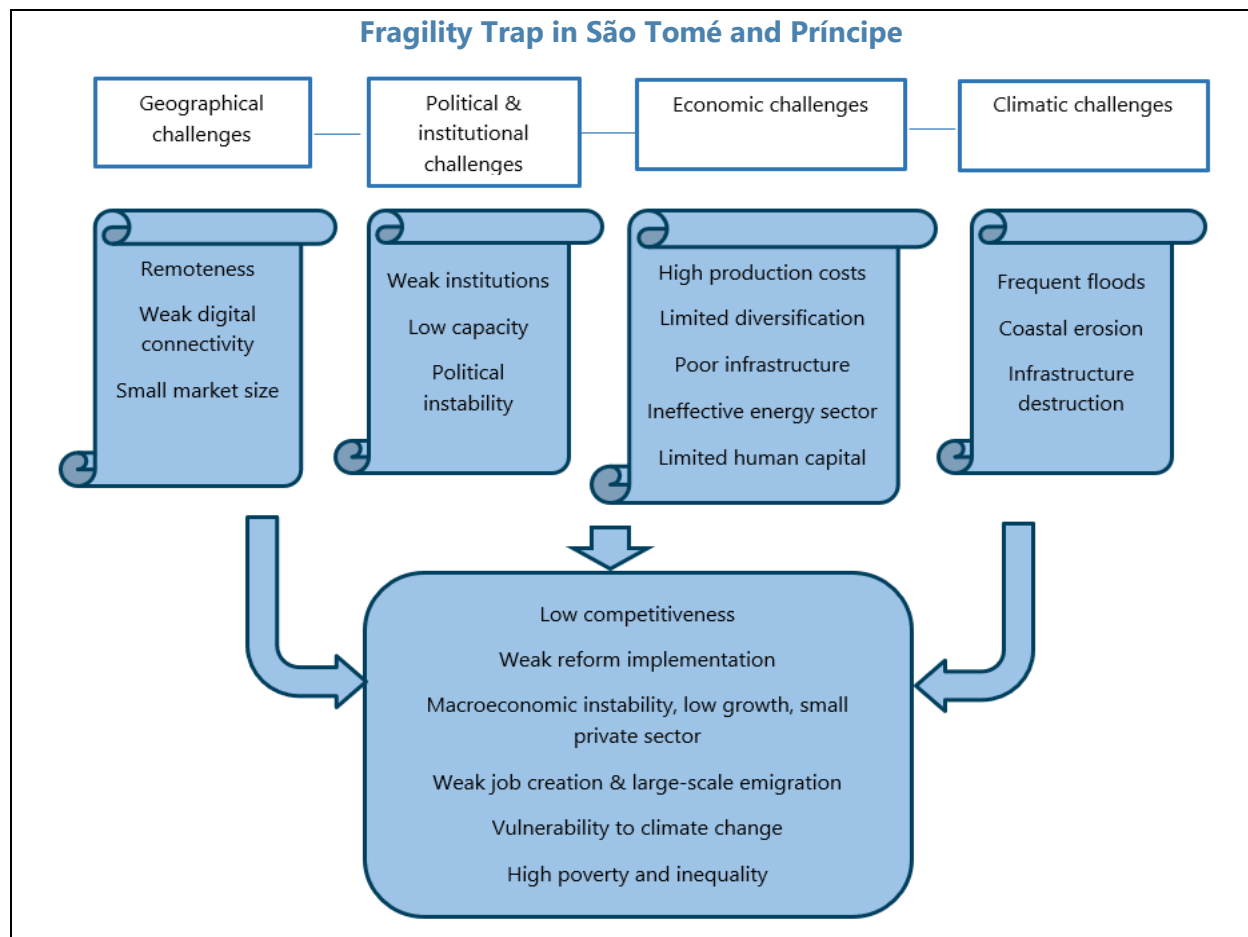 Fragility Trap in São Tomé and Príncipe
Geographical
challenges
Political &
institutional
challenges
Economic challenges
Climatic challenges
Remoteness
Weak digital
connectivity
Small market size
Weak institutions
Low capacity
Political
instability
High production costs
Limited diversification
Poor infrastructure
Ineffective energy sector
Limited human capital
Frequent floods
Coastal erosion
Infrastructure
destruction
Low competitiveness
Weak reform implementation
Macroeconomic instability, low growth, small
private sector
Weak job creation & large-scale emigration
Vulnerability to climate change
High poverty and inequality